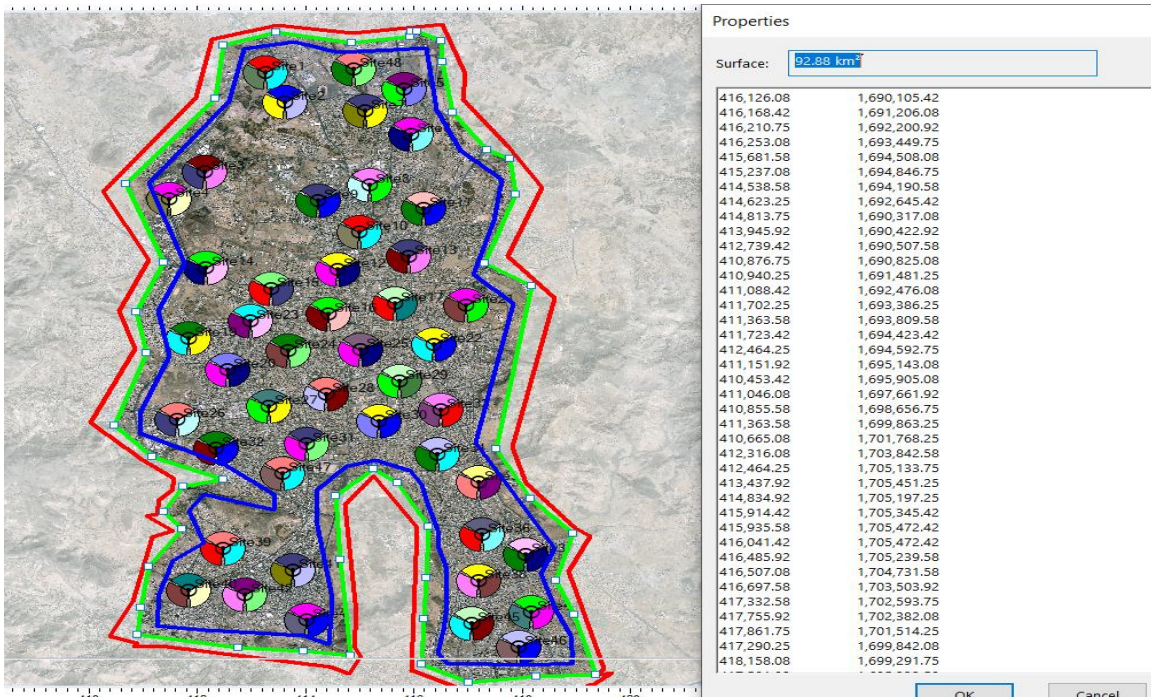 Properties
Surface: 92.88 km²
416,126.08 1,690,105.42
416,168.42 1,691,206.08
416,210.75 1,692,200.92
416,253.08 1,693,449.75
415,681.58 1,694,508.08
415,237.08 1,694,846.75
414,538.58 1,694,190.58
414,623.25 1,692,645.42
414,813.75 1,690,317.08
413,945.92 1,690,422.92
412,739.42 1,690,507.58
410,876.75 1,690,825.08
410,940.25 1,691,481.25
411,088.42 1,692,476.08
411,702.25 1,693,386.25
411,363.58 1,693,809.58
411,723.42 1,694,423.42
412,464.25 1,694,592.75
411,151.92 1,695,143.08
410,453.42 1,695,905.08
411,046.08 1,697,661.92
410,855.58 1,698,656.75
411,363.58 1,699,863.25
410,665.08 1,701,768.25
412,316.08 1,703,842.58
412,464.25 1,705,133.75
413,437.92 1,705,451.25
414,834.92 1,705,197.25
415,914.42 1,705,345.42
415,935.58 1,705,472.42
416,041.42 1,705,472.42
416,485.92 1,705,239.58
416,507.08 1,704,731.58
416,697.58 1,703,503.92
417,332.58 1,702,593.75
417,755.92 1,702,382.08
417,861.75 1,701,514.25
417,290.25 1,699,842.08
418,158.08 1,699,291.75
OK Cancel
Site1
Site48
Site2
Site8
Site10
Site13
Site14
Site16
Site17
Site22
Site24
Site25
Site26
Site27
Site28
Site29
Site30
Site31
Site32
Site47
Site36
Site39
Site45
Site46